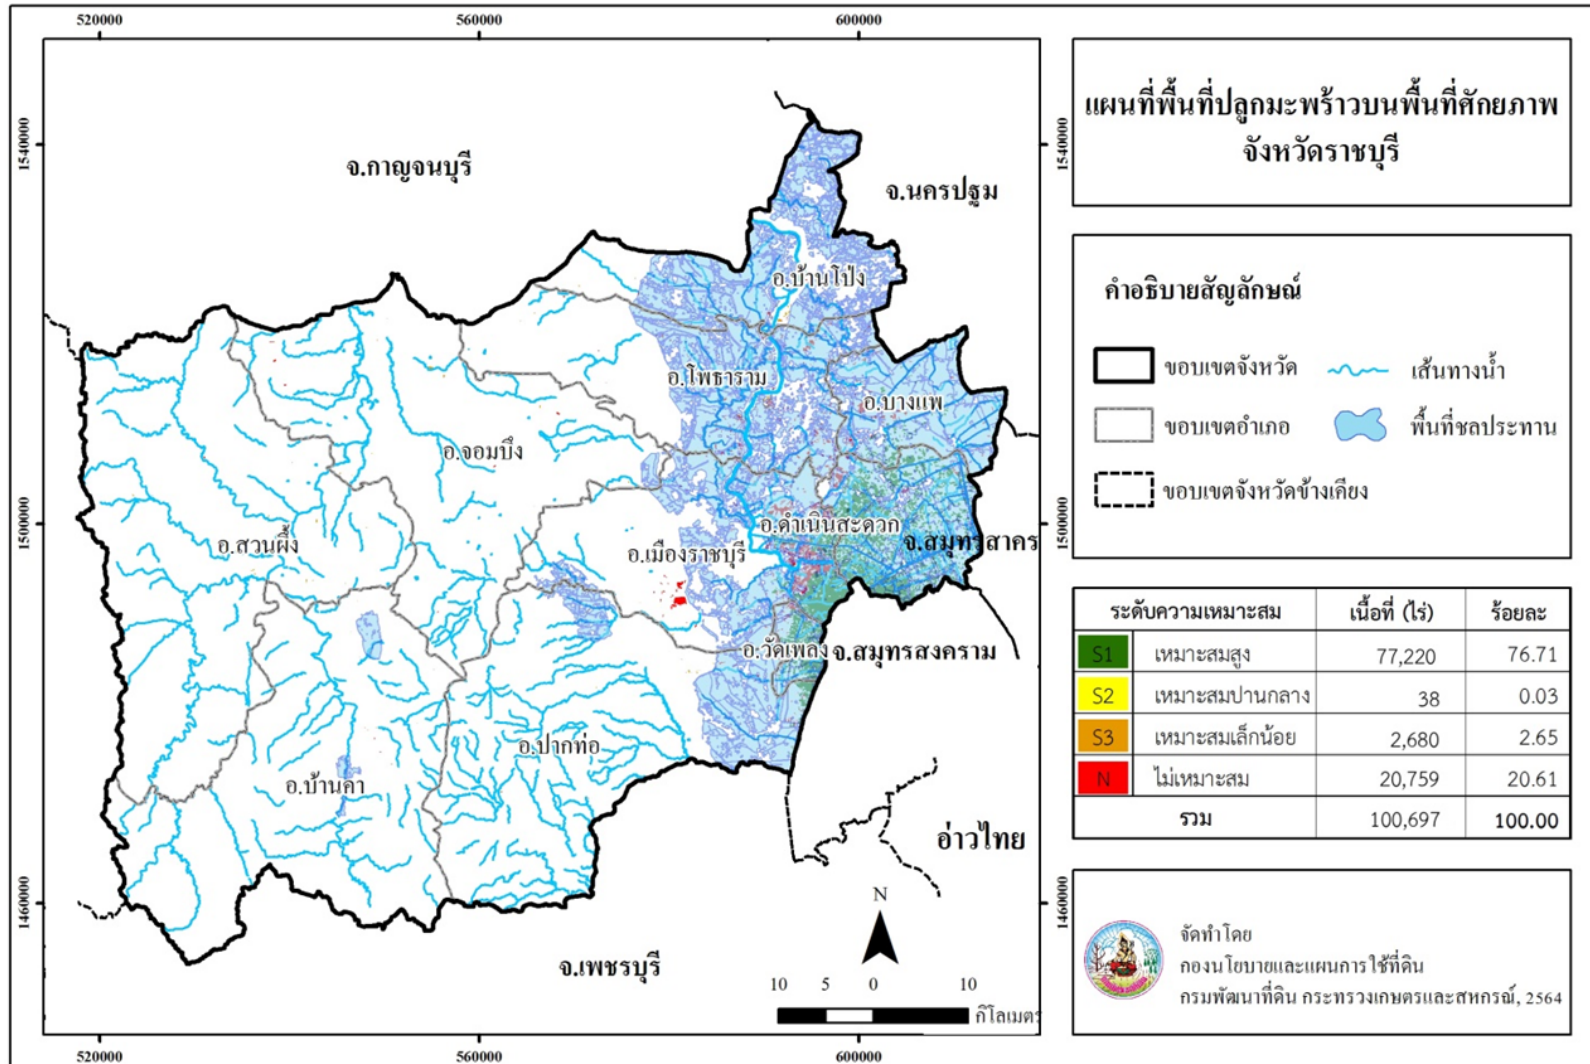 520000 560000 600000
แผนที่พื้นที่ปลูกมะพร้าวบนพื้นที่ศักยภาพ
จังหวัดราชบุรี
1540000 1540000
จ.กาญจนบุรี
จ.นครปฐม
อ.บ้านโป่ง
อ.โพธาราม
อ.บางแพ
อ.จอมบึง
1500000 1500000
อ.ดำเนินสะดวก
อ.สวนผึ้ง
อ.เมืองราชบุรี
จ.สมุทรสาคร
อ.วัดเพลง
จ.สมุทรสงคราม
อ.ปากท่อ
อ.บ้านคา
อ่าวไทย
1460000 1460000
จ.เพชรบุรี
N
10 5 0 10
กิโลเมตร
520000 560000 600000
คำอธิบายสัญลักษณ์
ขอบเขตจังหวัด เส้นทางน้ำ
ขอบเขตอำเภอ พื้นที่ชลประทาน
ขอบเขตจังหวัดข้างเคียง
ระดับความเหมาะสม เนื้อที่ (ไร่) ร้อยละ
S1 เหมาะสมสูง 77,220 76.71
S2 เหมาะสมปานกลาง 38 0.03
S3 เหมาะสมเล็กน้อย 2,680 2.65
N ไม่เหมาะสม 20,759 20.61
รวม 100,697 100.00
จัดทำโดย
กองนโยบายและแผนการใช้ที่ดิน
กรมพัฒนาที่ดิน กระทรวงเกษตรและสหกรณ์, 2564